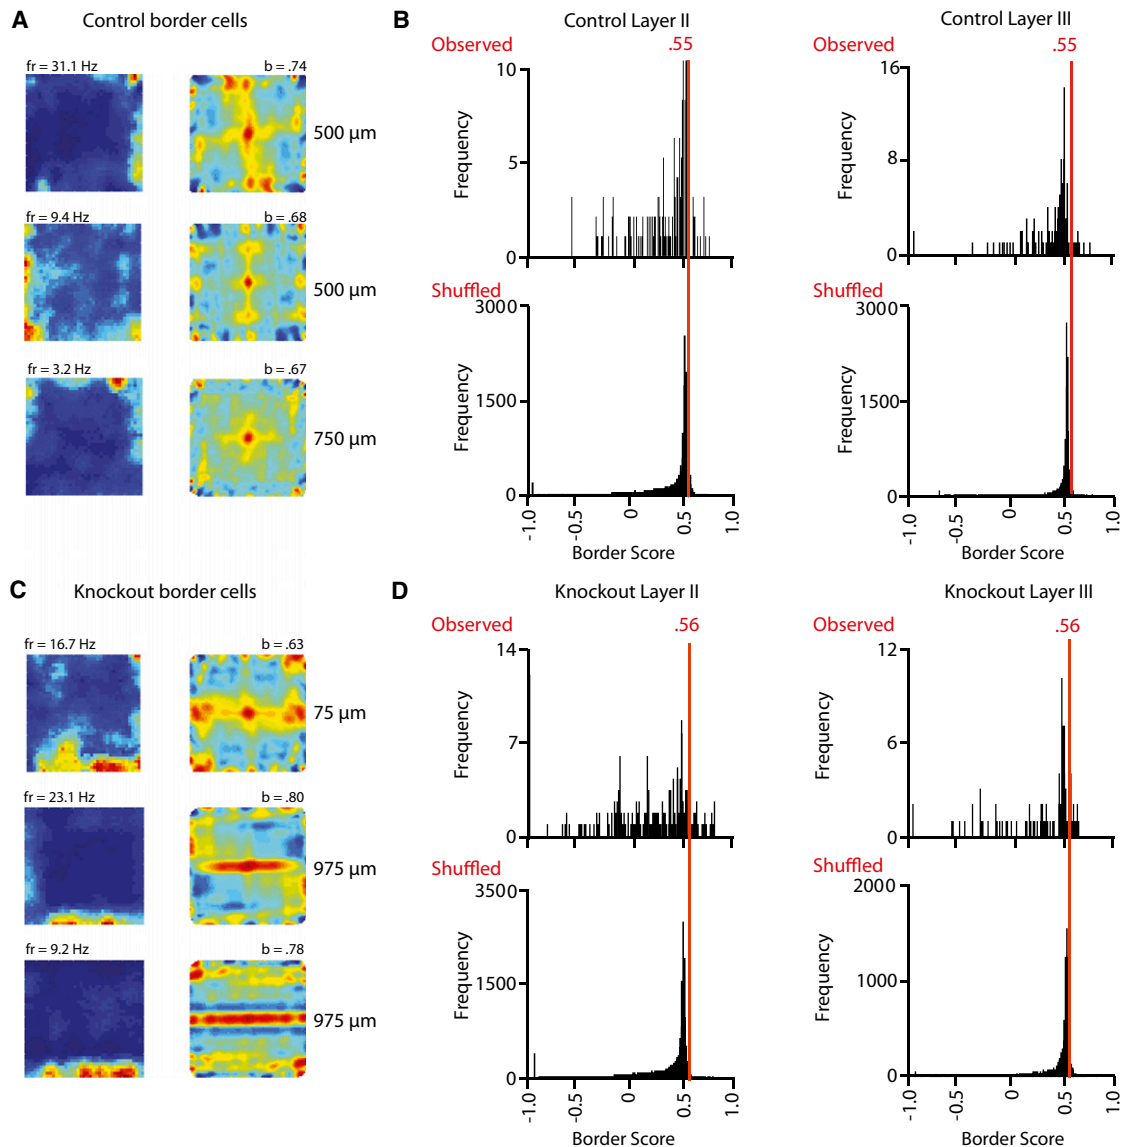 A
Control border cells
fr = 31.1 Hz
b = .74
500 µm
fr = 9.4 Hz
b = .68
500 µm
fr = 3.2 Hz
b = .67
750 µm
B
Control Layer II
Observed
.55
10
5
0
Frequency
Shuffled
3000
1500
0
Frequency
-1.0
-0.5
0
0.5
1.0
Border Score
Control Layer III
Observed
.55
16
8
0
Frequency
Shuffled
3000
1500
0
Frequency
-1.0
-0.5
0
0.5
1.0
Border Score
C
Knockout border cells
fr = 16.7 Hz
b = .63
75 µm
fr = 23.1 Hz
b = .80
975 µm
fr = 9.2 Hz
b = .78
975 µm
D
Knockout Layer II
Observed
.56
14
7
0
Frequency
Shuffled
3500
1500
0
Frequency
-1.0
-0.5
0
0.5
1.0
Border Score
Knockout Layer III
Observed
.56
12
6
0
Frequency
Shuffled
2000
1000
0
Frequency
-1.0
-0.5
0
0.5
1.0
Border Score